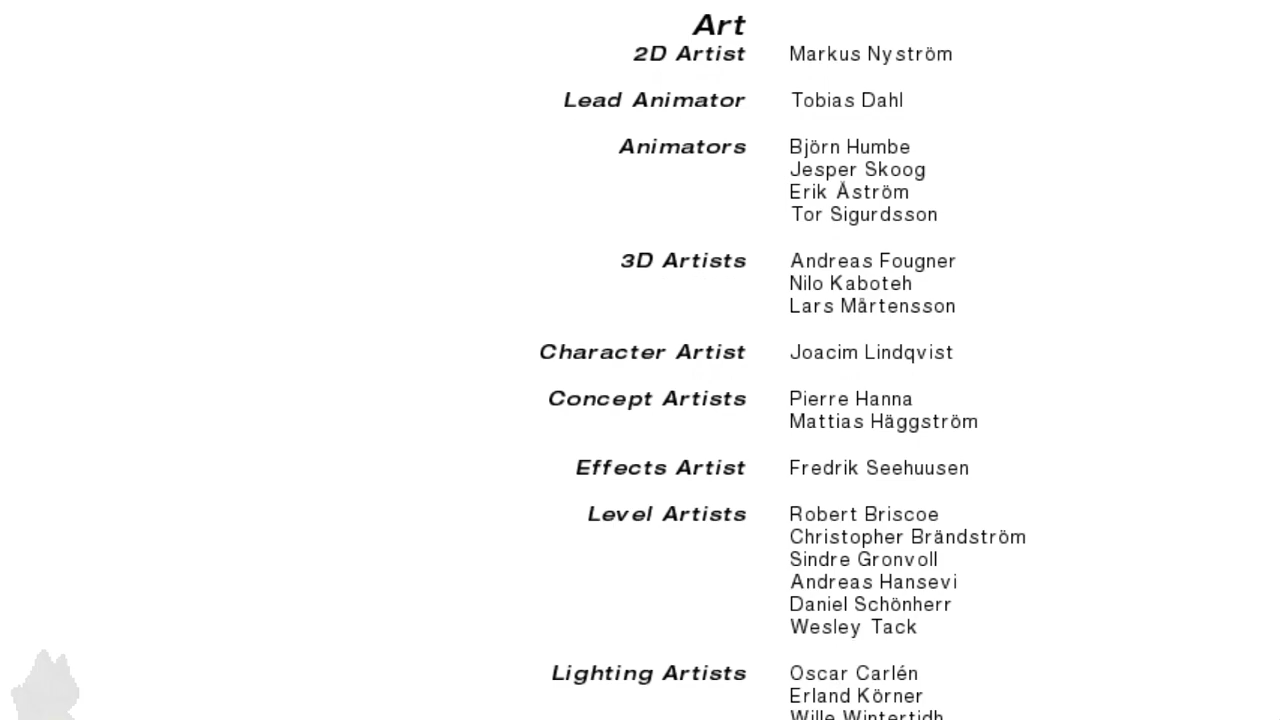 Art
2D Artist Markus Nyström
Lead Animator Tobias Dahl
Animators Björn Humbe
Jesper Skoog
Erik Åström
Tor Sigurdsson
3D Artists Andreas Fougner
Nilo Kaboteh
Lars Mårtensson
Character Artist Joacim Lindqvist
Concept Artists Pierre Hanna
Mattias Häggström
Effects Artist Fredrik Seehuusen
Level Artists Robert Briscoe
Christopher Brändström
Sindre Gronvoll
Andreas Hansevi
Daniel Schönherr
Wesley Tack
Lighting Artists Oscar Carlén
Erland Körner
Wille Wintertidh